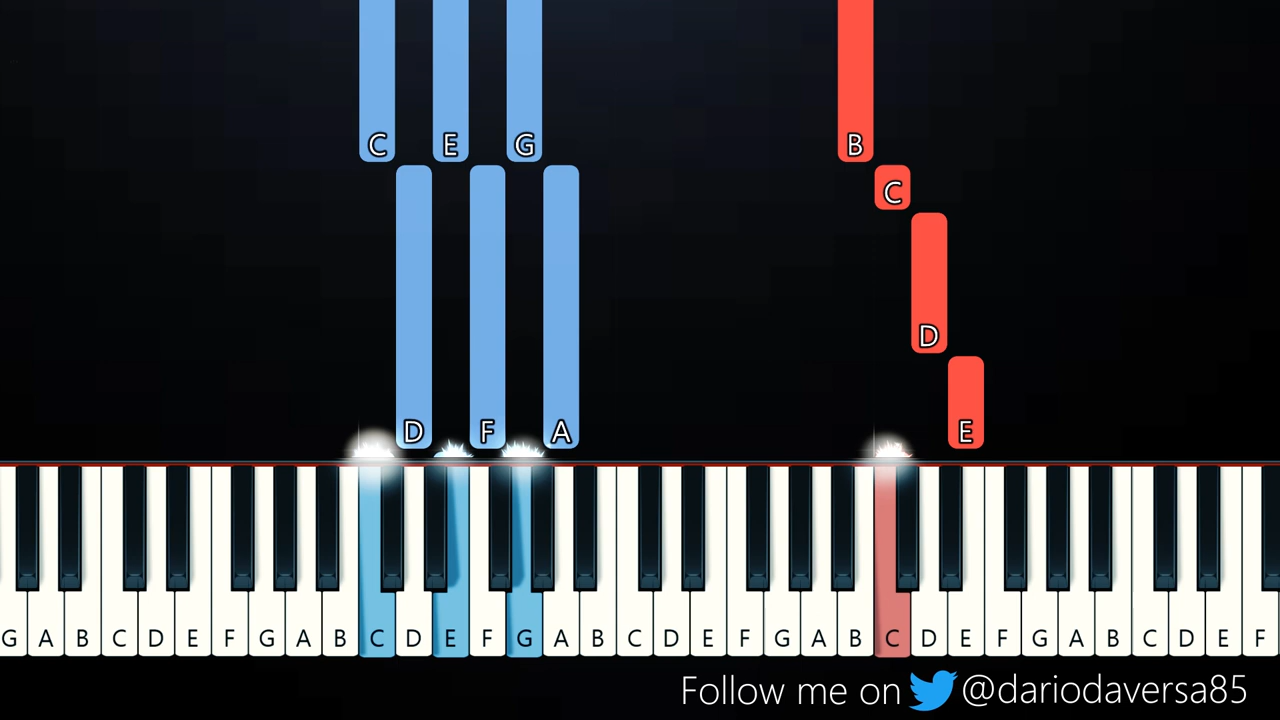 C E G B
C
D
D F A E
G A B C D E F G A B C D E F G A B C D E F G A B C D E F G A B C D E F
Follow me on @dariodaversa85